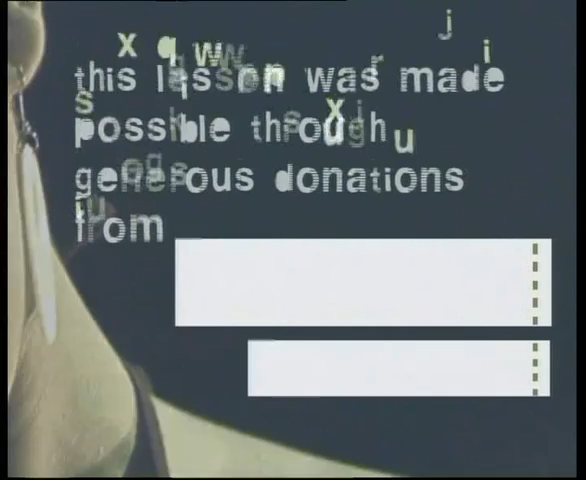 j
x q w w i
this lesson was made
s x
possible through u
generous donations
from